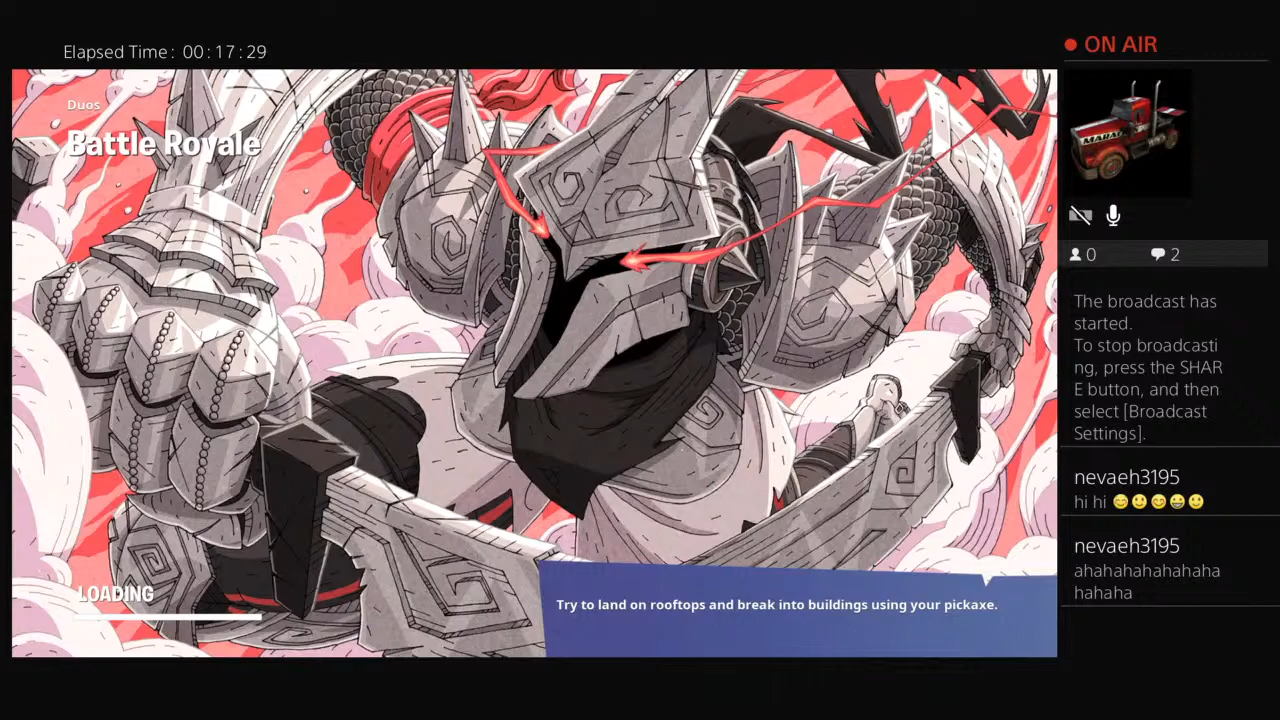 Elapsed Time: 00:17:29
ON AIR
Duos
Battle Royale
0
2
The broadcast has
started.
To stop broadcasti
ng, press the SHAR
E button, and then
select [Broadcast
Settings].
nevaeh3195
hi hi 😊🙂😊😀🙂
nevaeh3195
ahahahahahahaha
hahaha
LOADING
Try to land on rooftops and break into buildings using your pickaxe.